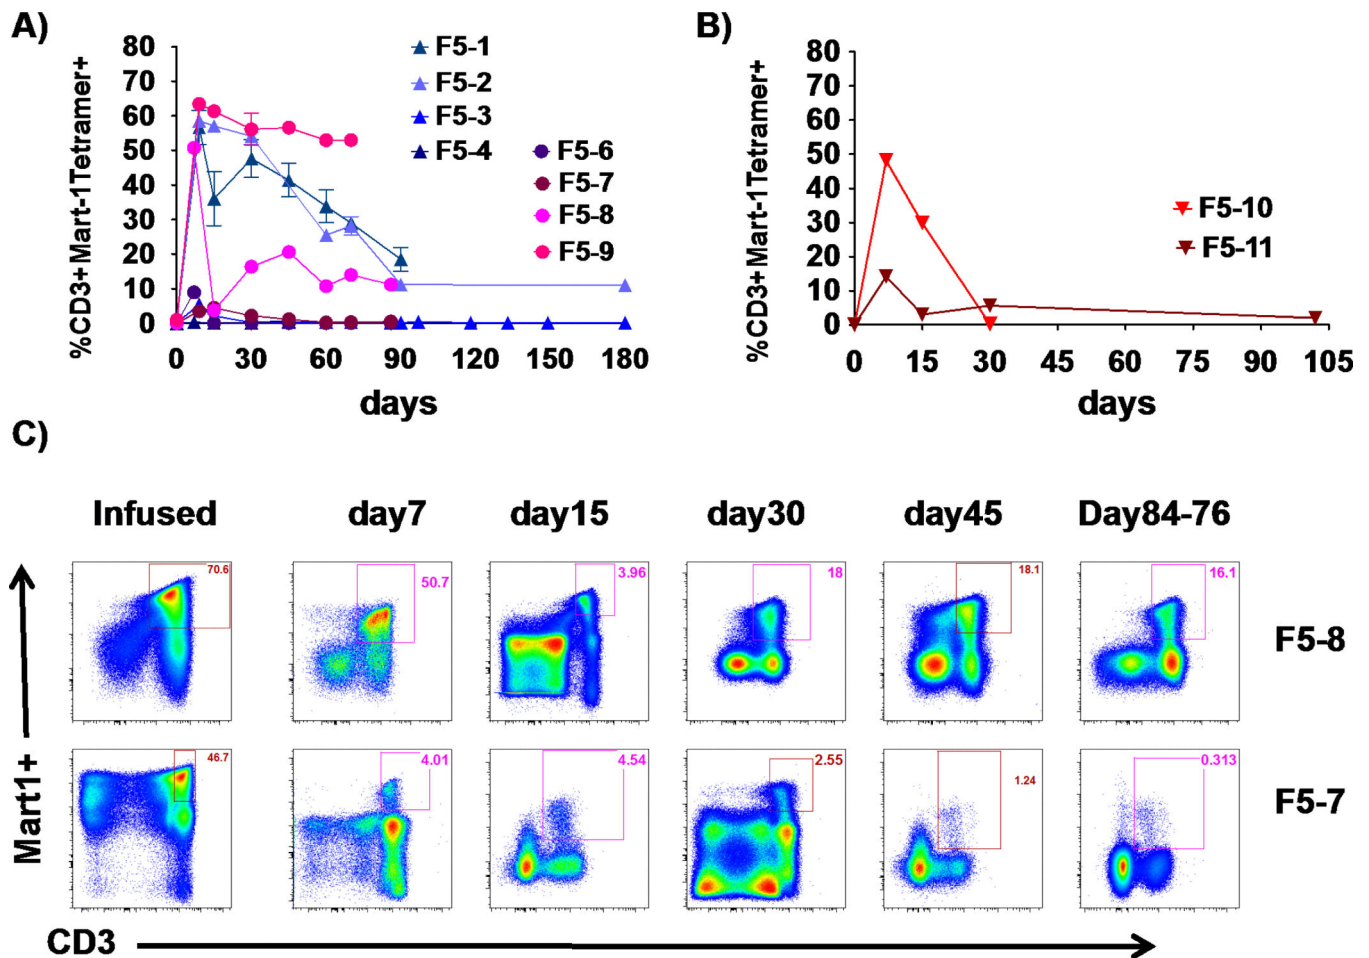 A)
%CD3+Mart-1Tetramer+
80
70
60
50
40
30
20
10
0
0 30 60 90 120 150 180
days
F5-1
F5-2
F5-3
F5-4
F5-6
F5-7
F5-8
F5-9
B)
%CD3+Mart-1Tetramer+
80
70
60
50
40
30
20
10
0
0 15 30 45 60 75 90 105
days
F5-10
F5-11
C)
Infused day7 day15 day30 day45 Day84-76
70.6 50.7 3.96 18 18.1 16.1
F5-8
46.7 4.01 4.54 2.55 1.24 0.313
F5-7
Mart1+
CD3